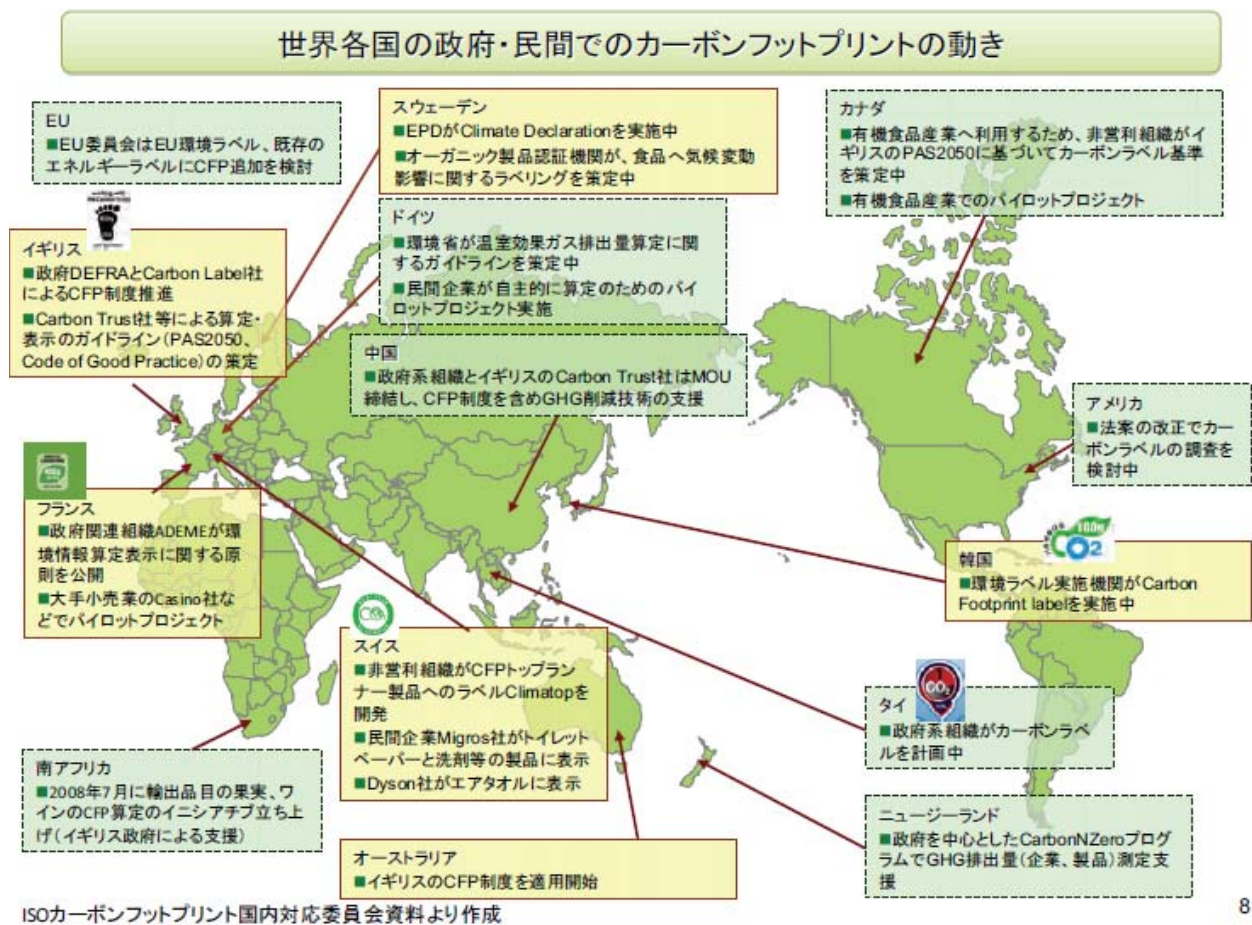 世界各国の政府・民間でのカーボンフットプリントの動き
EU
■EU委員会はEU環境ラベル、既存の
エネルギーラベルにCFP追加を検討
スウェーデン
■EPDがClimate Declarationを実施中
■オーガニック製品認証機関が、食品へ気候変動
影響に関するラベリングを策定中
カナダ
■有機食品産業へ利用するため、非営利組織がイ
ギリスのPAS2050に基づいてカーボンラベル基準
を策定中
■有機食品産業でのパイロットプロジェクト
イギリス
■政府DEFRAとCarbon Label社
によるCFP制度推進
■Carbon Trust社等による算定・
表示のガイドライン(PAS2050、
Code of Good Practice)の策定
ドイツ
■環境省が温室効果ガス排出量算定に関
するガイドラインを策定中
■民間企業が自主的に算定のためのパイ
ロットプロジェクト実施
中国
■政府系組織とイギリスのCarbon Trust社はMOU
締結し、CFP制度を含めGHG削減技術の支援
アメリカ
■法案の改正でカー
ボンラベルの調査を
検討中
フランス
■政府関連組織ADEMEが環
境情報算定表示に関する原
則を公開
■大手小売業のCasino社な
どでパイロットプロジェクト
CO2
韓国
■環境ラベル実施機関がCarbon
Footprint labelを実施中
スイス
■非営利組織がCFPトップラン
ナー製品へのラベルClimatopを
開発
■民間企業Migros社がトイレット
ペーパーと洗剤等の製品に表示
■Dyson社がエアタオルに表示
CO2
タイ
■政府系組織がカーボンラベ
ルを計画中
南アフリカ
■2008年7月に輸出品目の果実、ワ
インのCFP算定のイニシアチブ立ち上
げ(イギリス政府による支援)
オーストラリア
■イギリスのCFP制度を適用開始
ニュージーランド
■政府を中心としたCarbonNZeroプログ
ラムでGHG排出量(企業、製品)測定支
援
ISOカーボンフットプリント国内対応委員会資料より作成
8